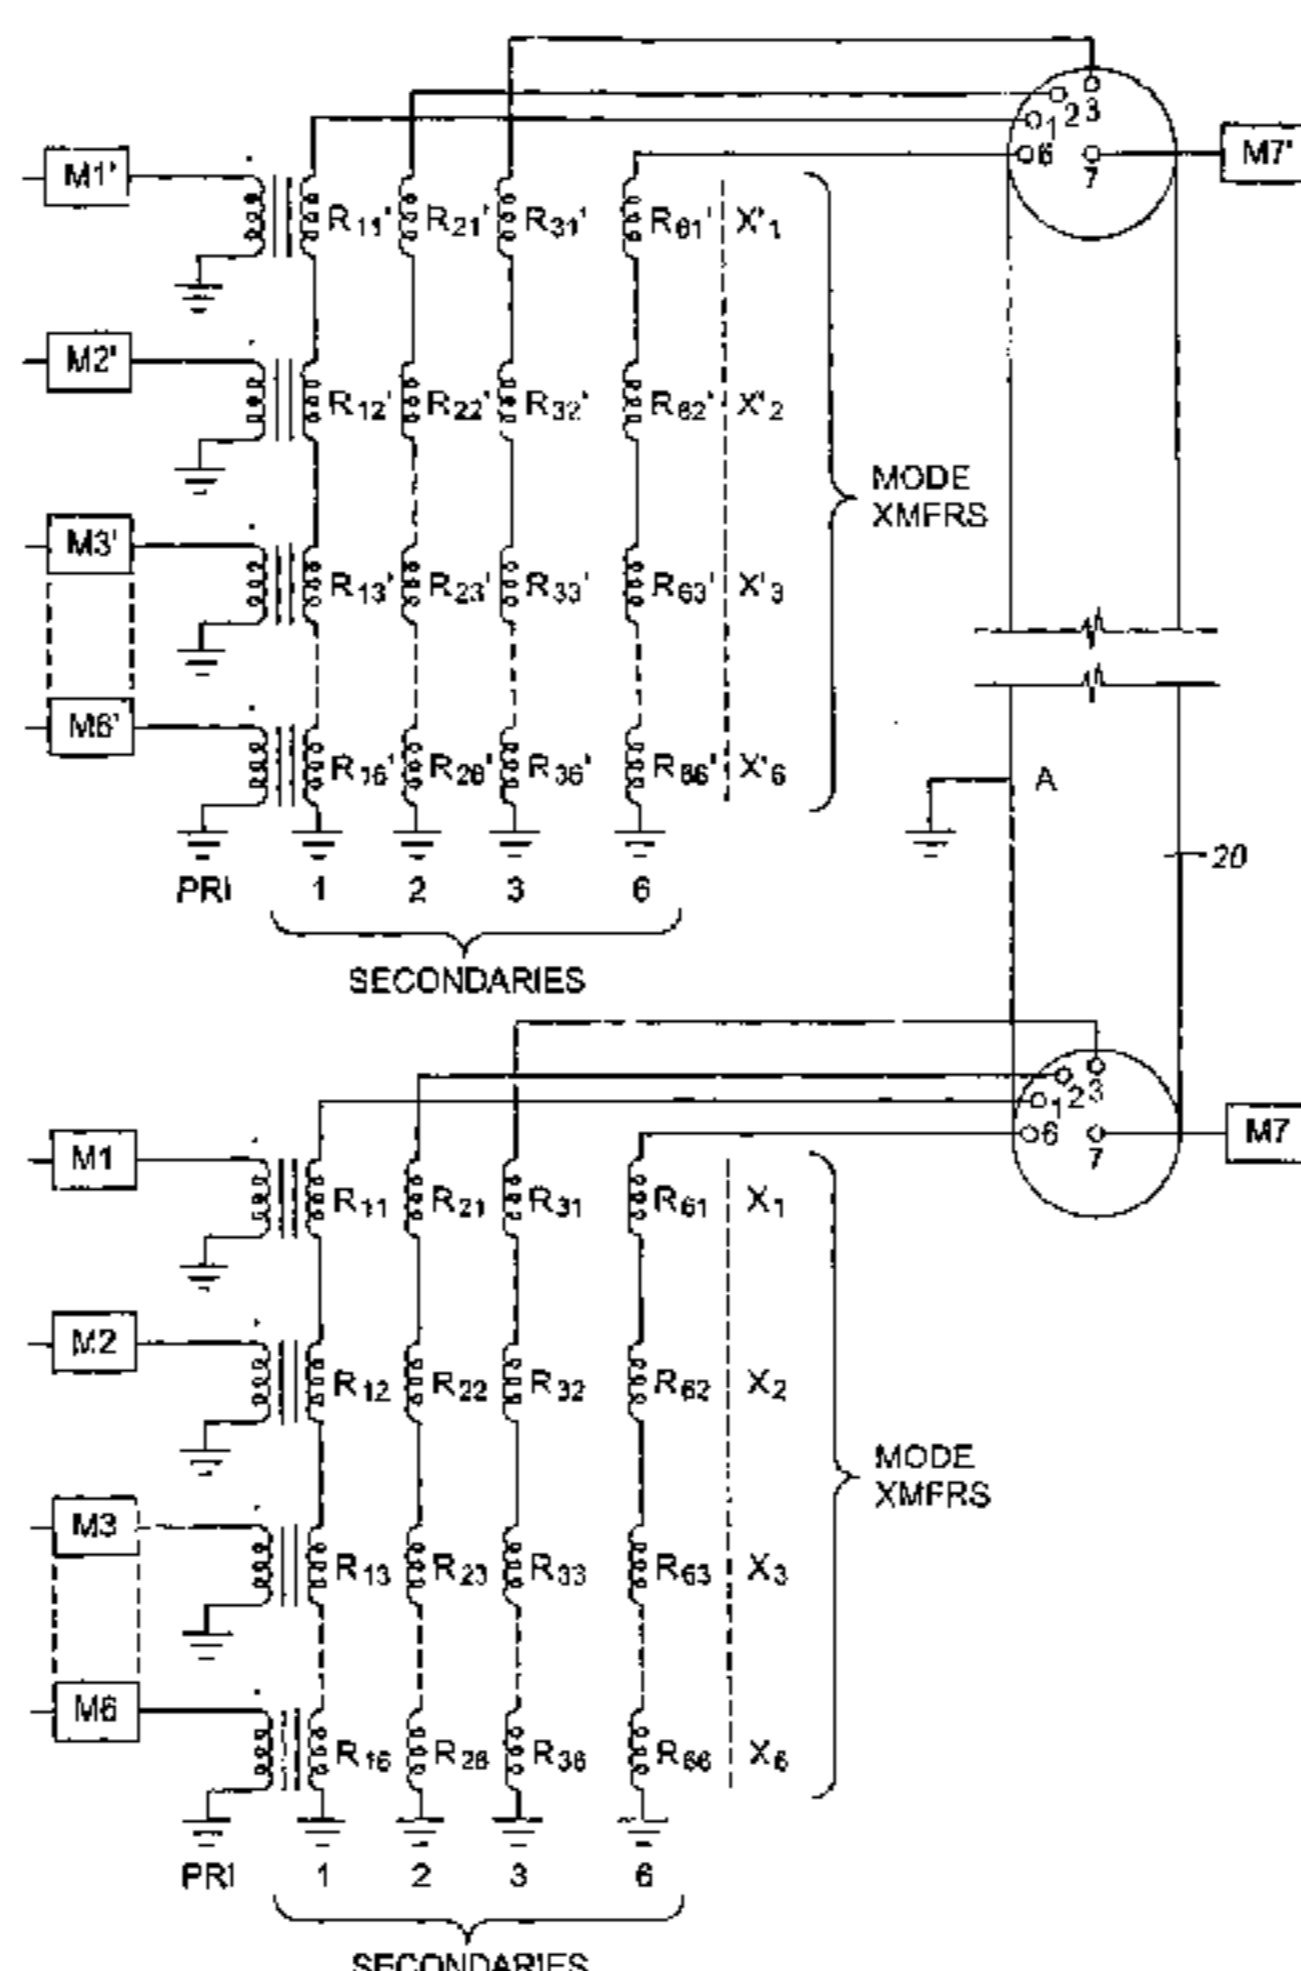 3
2
1
M1'
6
7
M7'
R11' R21' R31' R61' X'1
M2'
R12' R22' R32' R62' X'2
MODE
XMFRS
M3'
R13' R23' R33' R63' X'3
M6'
R16' R26' R36' R66' X'6
A
20
PRI 1 2 3 6
SECONDARIES
3
2
1
M1
6
7
M7
R11 R21 R31 R61 X1
M2
R12 R22 R32 R62 X2
MODE
XMFRS
M3
R13 R23 R33 R63 X3
M6
R16 R26 R36 R66 X6
PRI 1 2 3 6
SECONDARIES